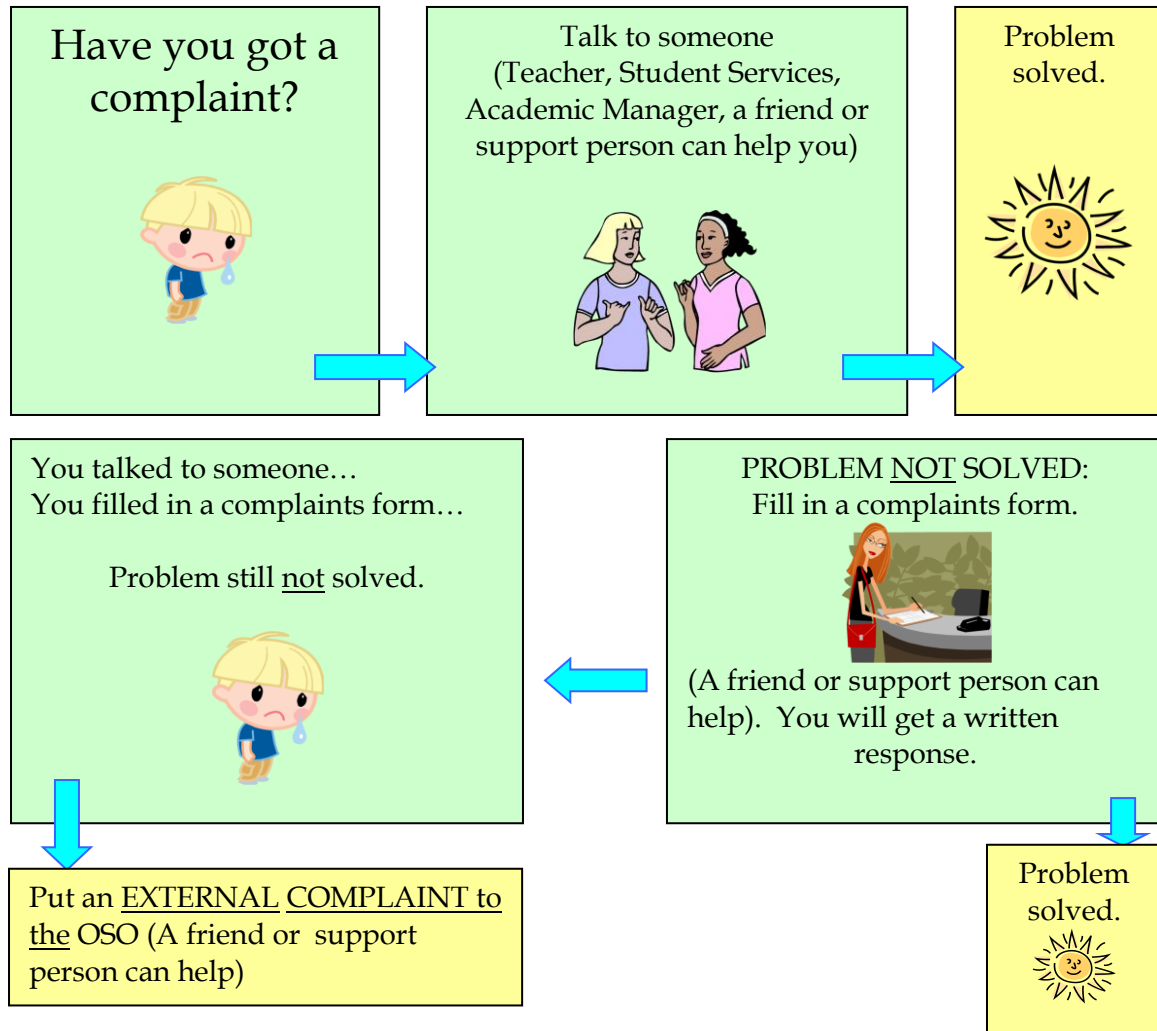 Have you got a
complaint?
Talk to someone
(Teacher, Student Services,
Academic Manager, a friend or
support person can help you)
Problem
solved.
PROBLEM NOT SOLVED:
Fill in a complaints form.
(A friend or support person can
help).  You will get a written
response.
Problem
solved.
You talked to someone…
You filled in a complaints form…
Problem still not solved.
Put an EXTERNAL COMPLAINT to
the OSO (A friend or  support
person can help)